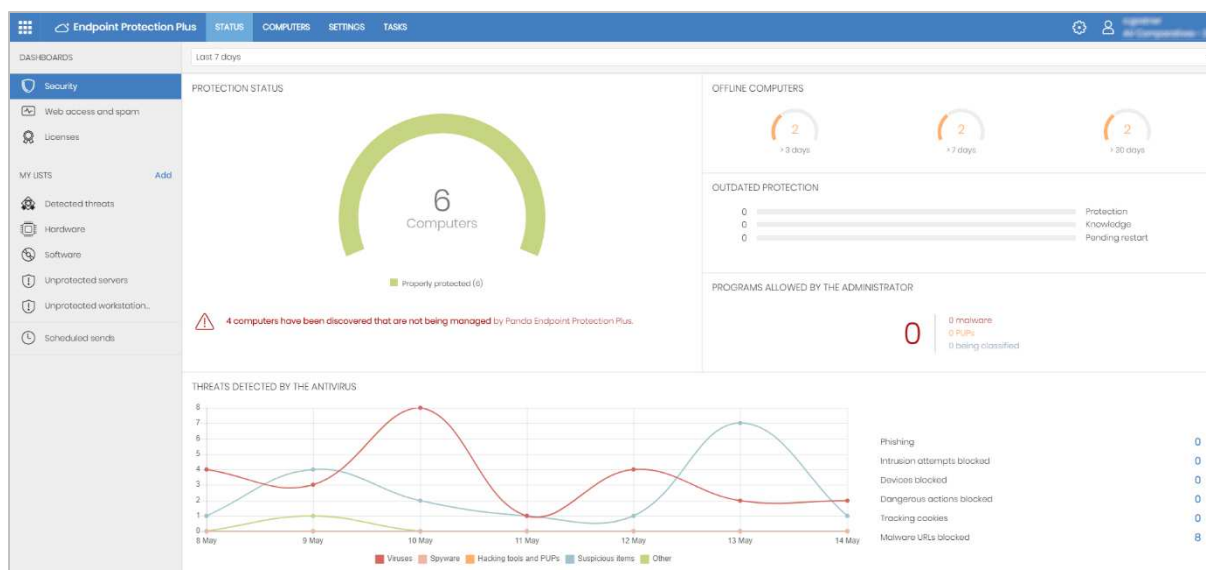 Endpoint Protection Plus STATUS COMPUTERS SETTINGS TASKS
DASHBOARDS
Security
Web access and spam
Licenses
MY LISTS Add
Detected threats
Hardware
Software
Unprotected servers
Unprotected workstation...
Scheduled sends
Last 7 days
PROTECTION STATUS
6
Computers
Properly protected (6)
4 computers have been discovered that are not being managed by Panda Endpoint Protection Plus.
OFFLINE COMPUTERS
2 2 2
> 3 days > 7 days > 30 days
OUTDATED PROTECTION
0 Protection
0 Knowledge
0 Pending restart
PROGRAMS ALLOWED BY THE ADMINISTRATOR
0
0 malware
0 PUPs
0 being classified
THREATS DETECTED BY THE ANTIVIRUS
8
7
6
5
4
3
2
1
0
8 May 9 May 10 May 11 May 12 May 13 May 14 May
Viruses Spyware Hacking tools and PUPs Suspicious items Other
Phishing 0
Intrusion attempts blocked 0
Devices blocked 0
Dangerous actions blocked 0
Tracking cookies 0
Malware URLs blocked 8